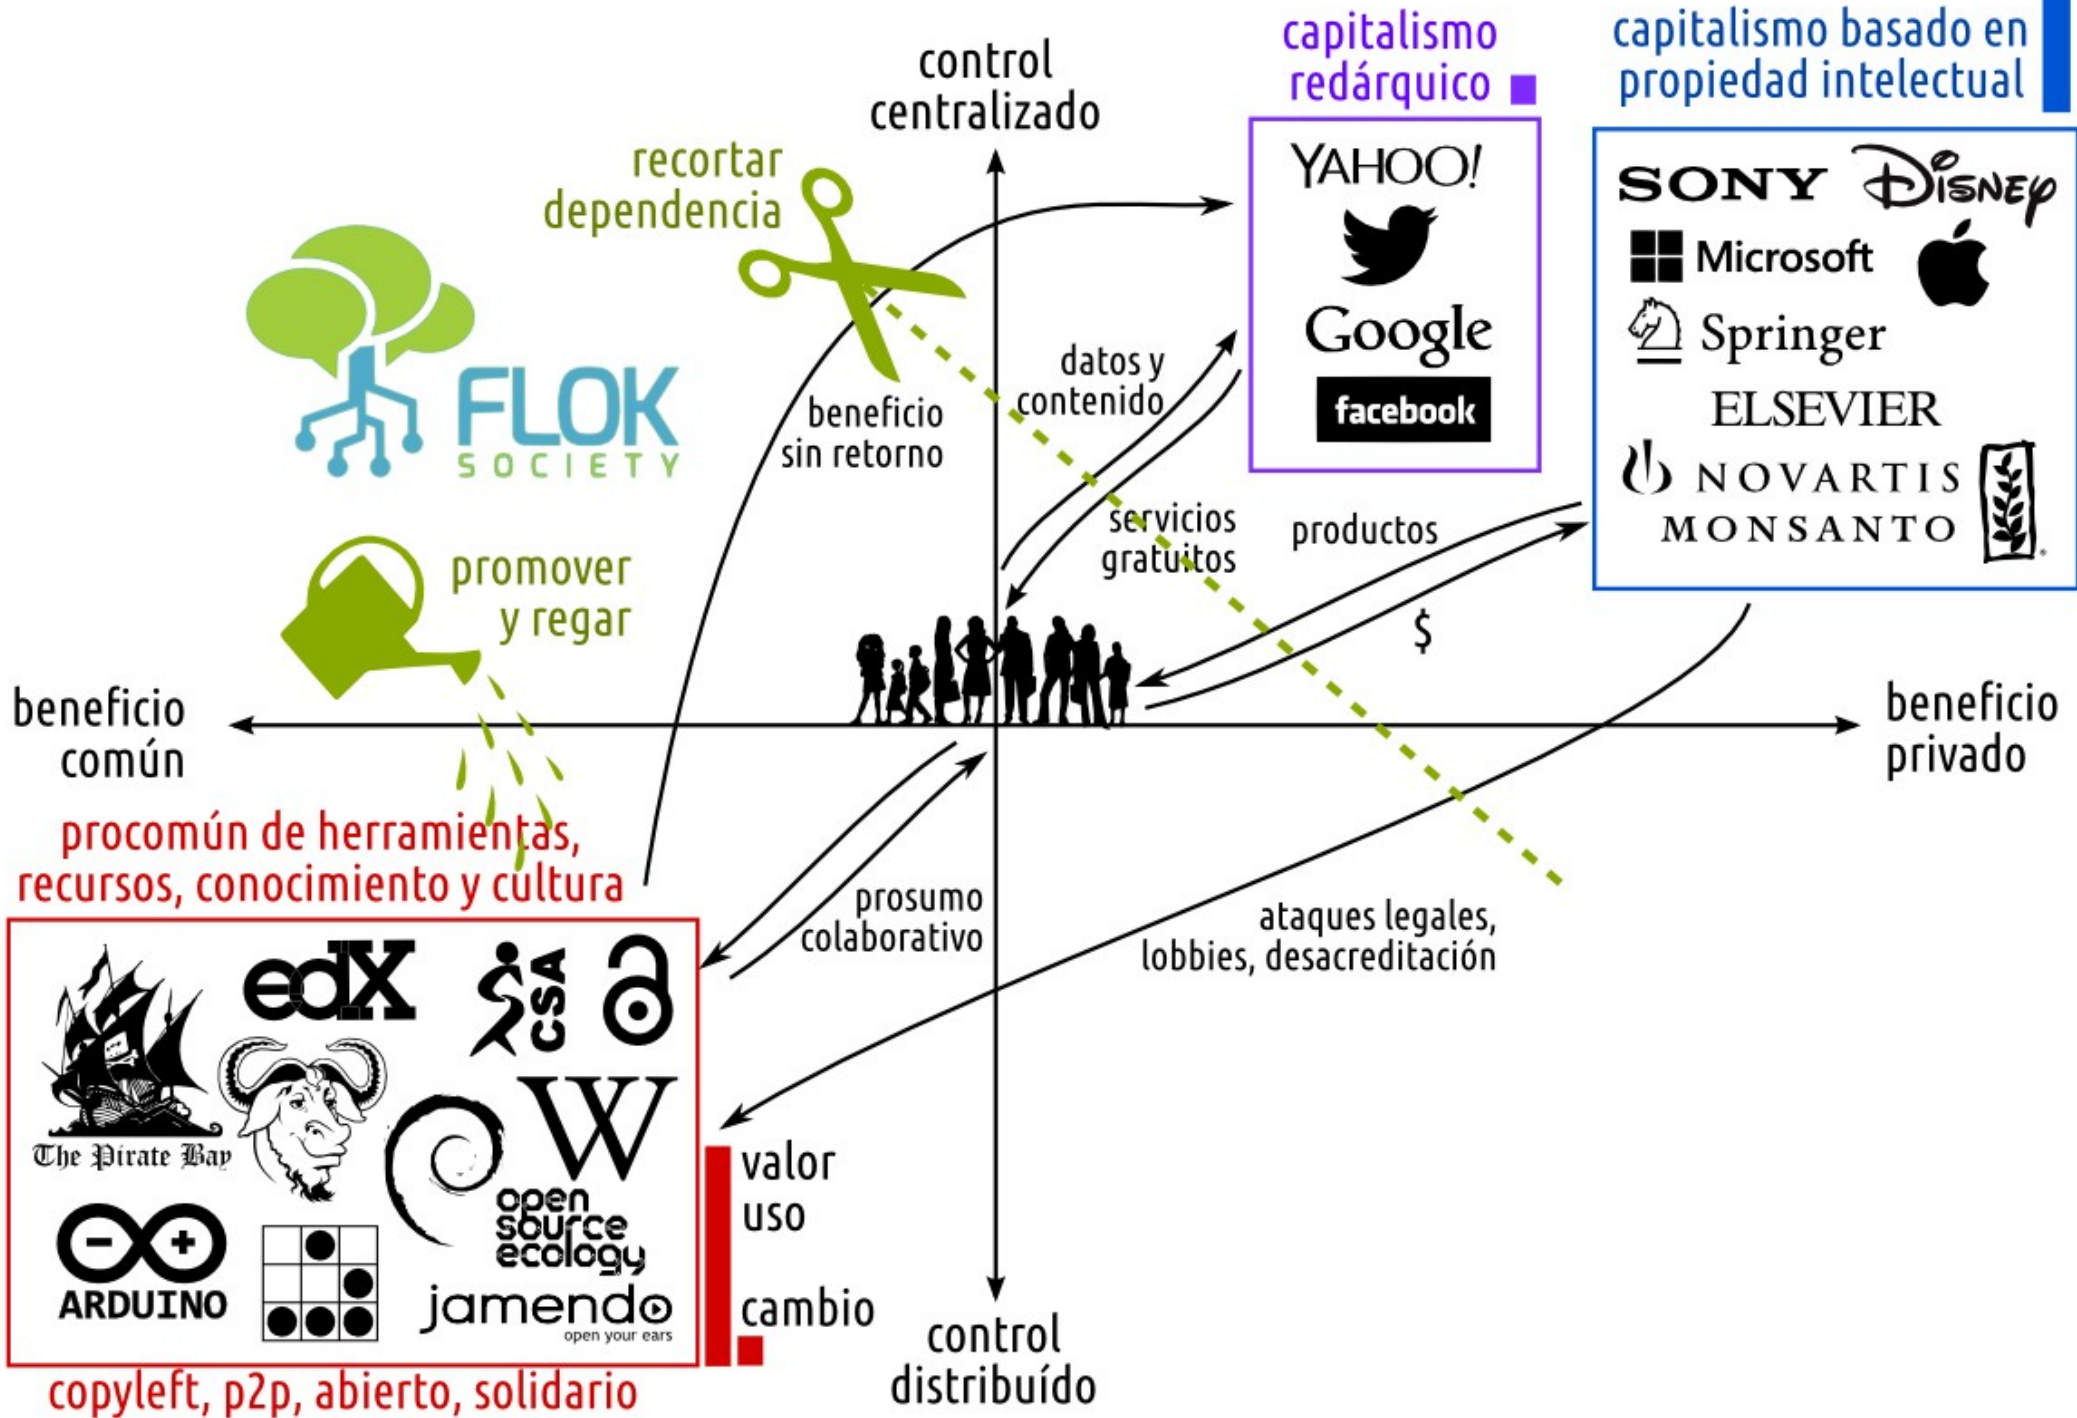 control
centralizado
capitalismo
redárquico
capitalismo basado en
propiedad intelectual
recortar
dependencia
YAHOO!
Google
facebook
SONY
DISNEY
Microsoft
Springer
ELSEVIER
NOVARTIS
MONSANTO
FLOK
SOCIETY
datos y
contenido
beneficio
sin retorno
servicios
gratuitos
productos
$
promover
y regar
beneficio
común
beneficio
privado
procomún de herramientas,
recursos, conocimiento y cultura
prosumo
colaborativo
ataques legales,
lobbies, desacreditación
edX
CSA
The Pirate Bay
W
open
source
ecology
ARDUINO
jamendo
open your ears
valor
uso
cambio
control
distribuído
copyleft, p2p, abierto, solidario